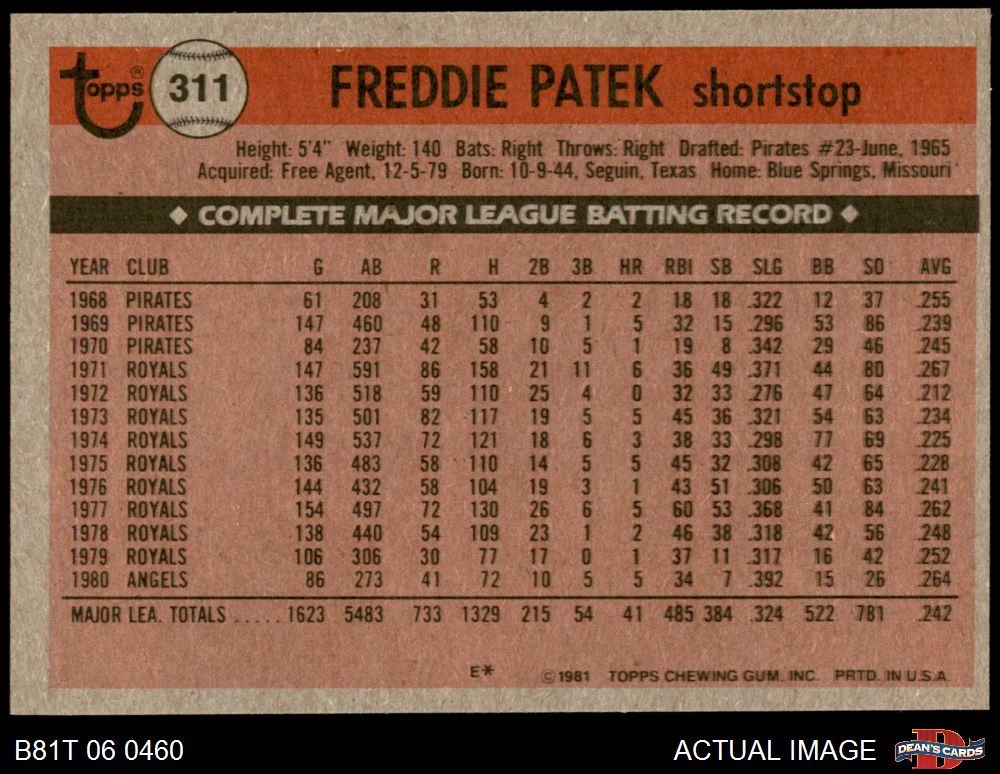 topps® 311 FREDDIE PATEK shortstop
Height: 5'4" Weight: 140 Bats: Right Throws: Right Drafted: Pirates #23-June, 1965
Acquired: Free Agent, 12-5-79 Born: 10-9-44, Seguin, Texas Home: Blue Springs, Missouri
◆ COMPLETE MAJOR LEAGUE BATTING RECORD ◆
YEAR CLUB G AB R H 2B 3B HR RBI SB SLG BB SO AVG
1968 PIRATES 61 208 31 53 4 2 2 18 18 .322 12 37 .255
1969 PIRATES 147 460 48 110 9 1 5 32 15 .296 53 86 .239
1970 PIRATES 84 237 42 58 10 5 1 19 8 .342 29 46 .245
1971 ROYALS 147 591 86 158 21 11 6 36 49 .371 44 80 .267
1972 ROYALS 136 518 59 110 25 4 0 32 33 .276 47 64 .212
1973 ROYALS 135 501 82 117 19 5 5 45 36 .321 54 63 .234
1974 ROYALS 149 537 72 121 18 6 3 38 33 .298 77 69 .225
1975 ROYALS 136 483 58 110 14 5 5 45 32 .308 42 65 .228
1976 ROYALS 144 432 58 104 19 3 1 43 51 .306 50 63 .241
1977 ROYALS 154 497 72 130 26 6 5 60 53 .368 41 84 .262
1978 ROYALS 138 440 54 109 23 1 2 46 38 .318 42 56 .248
1979 ROYALS 106 306 30 77 17 0 1 37 11 .317 16 42 .252
1980 ANGELS 86 273 41 72 10 5 5 34 7 .392 15 26 .264
MAJOR LEA. TOTALS ..... 1623 5483 733 1329 215 54 41 485 384 .324 522 781 .242
E* ©1981 TOPPS CHEWING GUM, INC. PRTD. IN U.S.A.
B81T 06 0460 ACTUAL IMAGE DEAN'S CARDS